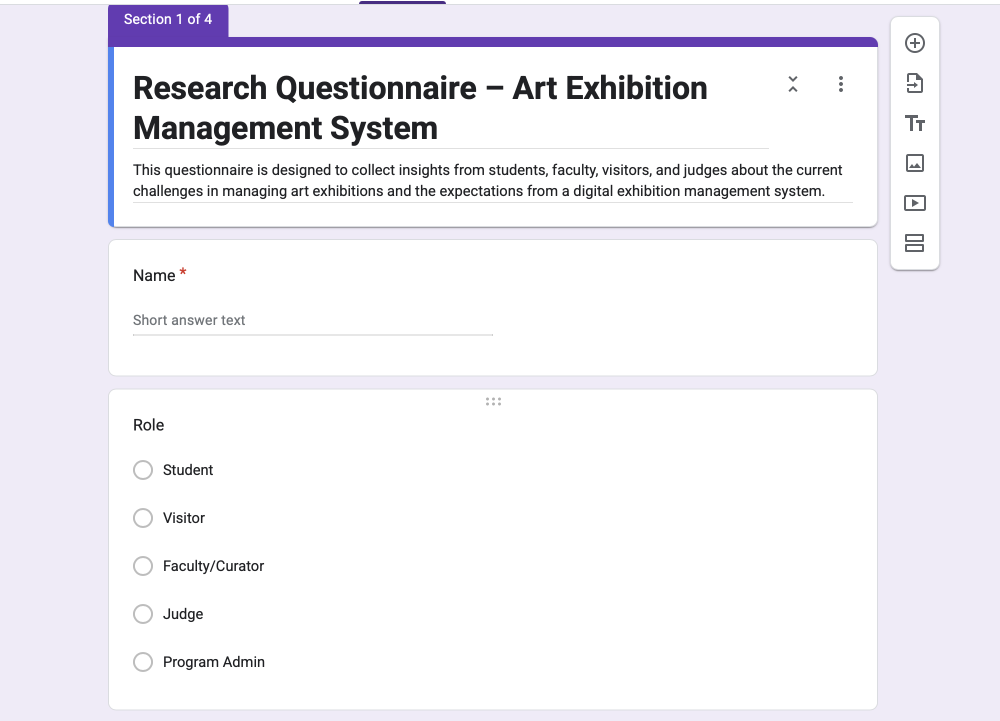 Section 1 of 4
Research Questionnaire – Art Exhibition
Management System
This questionnaire is designed to collect insights from students, faculty, visitors, and judges about the current
challenges in managing art exhibitions and the expectations from a digital exhibition management system.
Name *
Short answer text
Role
Student
Visitor
Faculty/Curator
Judge
Program Admin